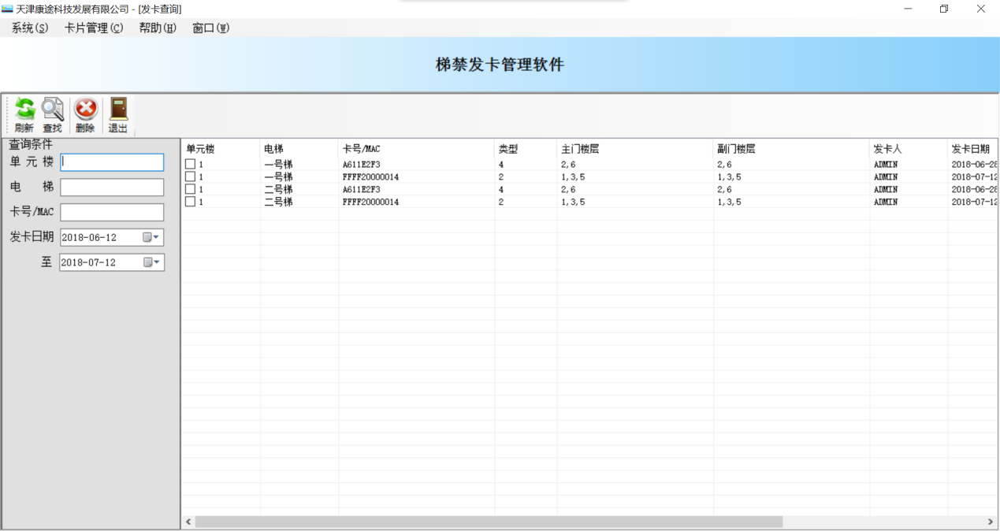 天津康途科技发展有限公司 - [发卡查询]
系统(S) 卡片管理(C) 帮助(H) 窗口(W)
梯禁发卡管理软件
刷新 查找 删除 退出
查询条件
单 元 楼
电 梯
卡号/MAC
发卡日期 2018-06-12
至 2018-07-12
单元楼 电梯 卡号/MAC 类型 主门楼层 副门楼层 发卡人 发卡日期
1 一号梯 A611E2F3 4 2,6 2,6 ADMIN 2018-06-28
1 一号梯 FFFF20000014 2 1,3,5 1,3,5 ADMIN 2018-07-12
1 二号梯 A611E2F3 4 2,6 2,6 ADMIN 2018-06-28
1 二号梯 FFFF20000014 2 1,3,5 1,3,5 ADMIN 2018-07-12